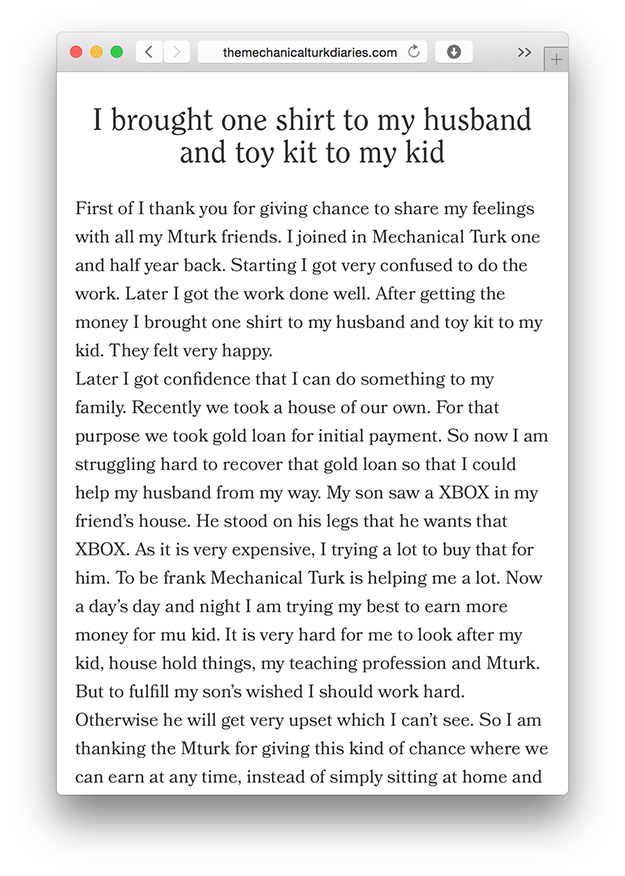 themechanicalturkdiaries.com
I brought one shirt to my husband
and toy kit to my kid
First of I thank you for giving chance to share my feelings
with all my Mturk friends. I joined in Mechanical Turk one
and half year back. Starting I got very confused to do the
work. Later I got the work done well. After getting the
money I brought one shirt to my husband and toy kit to my
kid. They felt very happy.
Later I got confidence that I can do something to my
family. Recently we took a house of our own. For that
purpose we took gold loan for initial payment. So now I am
struggling hard to recover that gold loan so that I could
help my husband from my way. My son saw a XBOX in my
friend’s house. He stood on his legs that he wants that
XBOX. As it is very expensive, I trying a lot to buy that for
him. To be frank Mechanical Turk is helping me a lot. Now
a day’s day and night I am trying my best to earn more
money for mu kid. It is very hard for me to look after my
kid, house hold things, my teaching profession and Mturk.
But to fulfill my son’s wished I should work hard.
Otherwise he will get very upset which I can’t see. So I am
thanking the Mturk for giving this kind of chance where we
can earn at any time, instead of simply sitting at home and